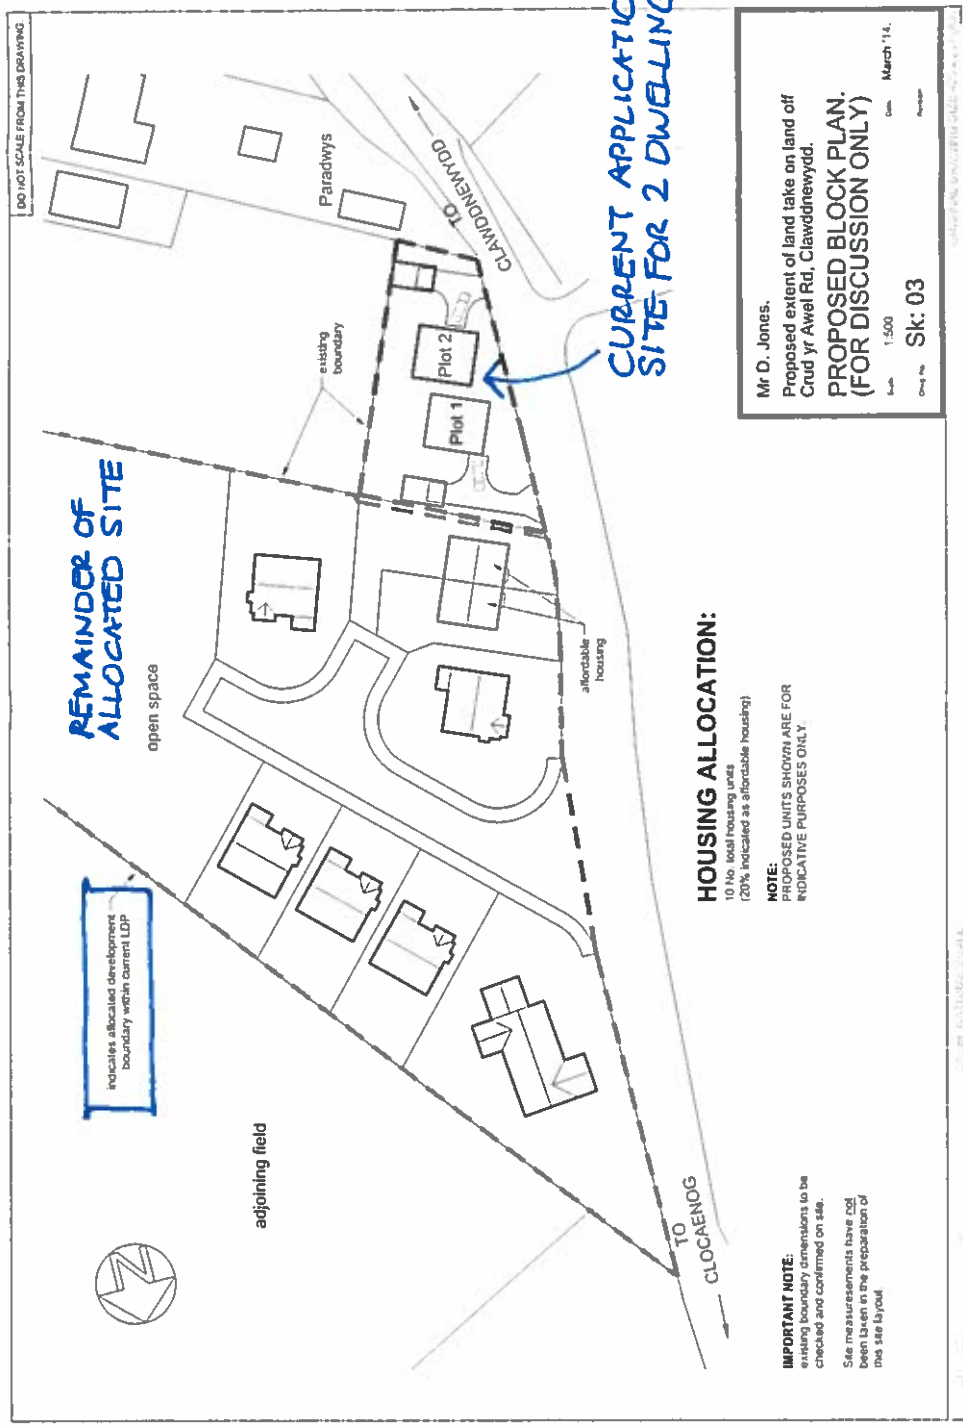 DO NOT SCALE FROM THIS DRAWING
REMAINDER OF
ALLOCATED SITE
open space
indicates allocated development
boundary within current LDP
adjoining field
existing
boundary
Paradwys
TO
CLAWDDNEWYDD
Plot 1
Plot 2
CURRENT APPLICATIO
SITE FOR 2 DWELLING
affordable
housing
TO
CLOCAENOG
HOUSING ALLOCATION:
10 No. total housing units
(20% indicated as affordable housing)
NOTE:
PROPOSED UNITS SHOWN ARE FOR
INDICATIVE PURPOSES ONLY.
IMPORTANT NOTE:
existing boundary dimensions to be
checked and confirmed on site.
Site measurements have not
been taken in the preparation of
this site layout
Mr D. Jones.
Proposed extent of land take on land off
Crud yr Awel Rd, Clawddnewydd.
PROPOSED BLOCK PLAN.
(FOR DISCUSSION ONLY)
Scale 1:500 Date March '14.
Drwg No Sk: 03 Revision